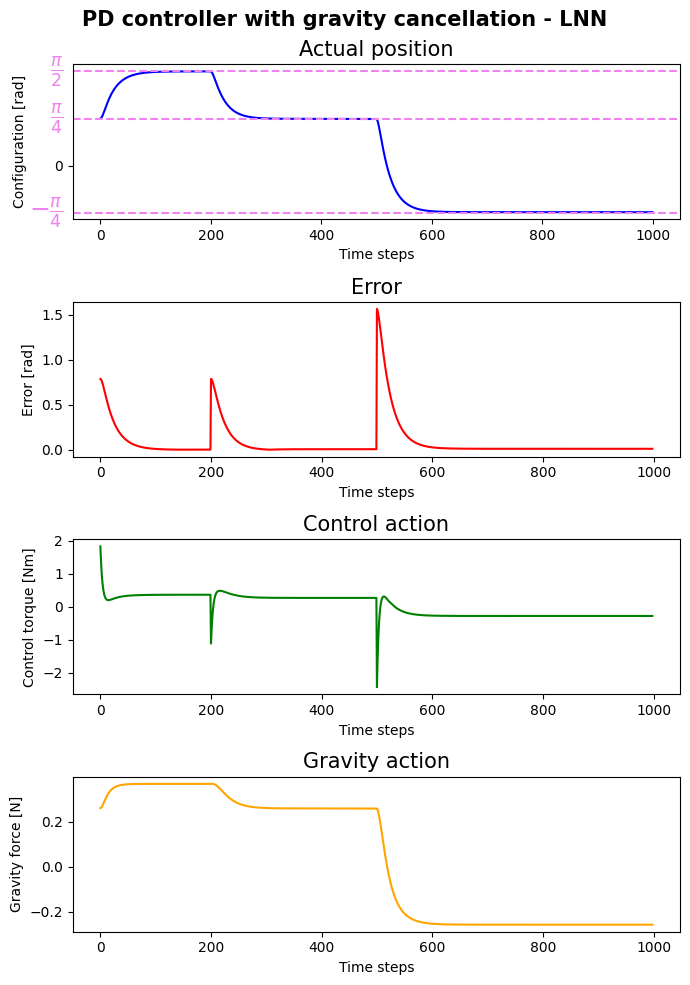 PD controller with gravity cancellation - LNN
Actual position
Configuration [rad]
π/2
π/4
0
−π/4
0 200 400 600 800 1000
Time steps
Error
Error [rad]
1.5
1.0
0.5
0.0
0 200 400 600 800 1000
Time steps
Control action
Control torque [Nm]
2
1
0
−1
−2
0 200 400 600 800 1000
Time steps
Gravity action
Gravity force [N]
0.2
0.0
−0.2
0 200 400 600 800 1000
Time steps